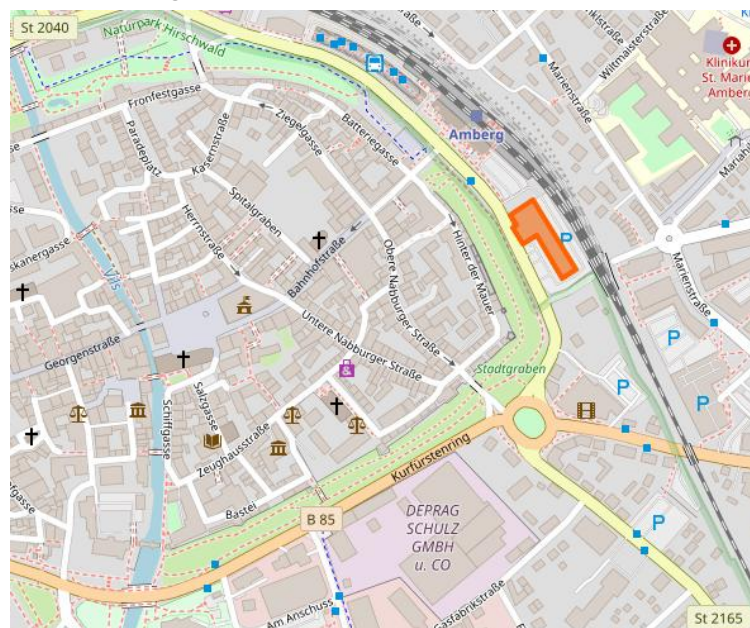 St 2040
Naturpark Hirschwald
Fronfestgasse
Ziegelgasse
Batteriegasse
Marienstraße
Wiltmaisterstraße
Klinikum
St. Marien
Amberg
Amberg
Paradeplatz
Kasernstraße
Spitalgraben
Herrnstraße
Bahnhofstraße
Hinter der Mauer
Obere Nabburger Straße
Untere Nabburger Straße
Vils
Georgenstraße
P
Marienstraße
Stadtgraben
Salzgasse
Schiffgasse
Zeughausstraße
Bastei
Kurfürstenring
B 85
DEPRAG
SCHULZ
GMBH
u. CO
P
P
P
P
Am Anschuss
Gasfabrikstraße
St 2165